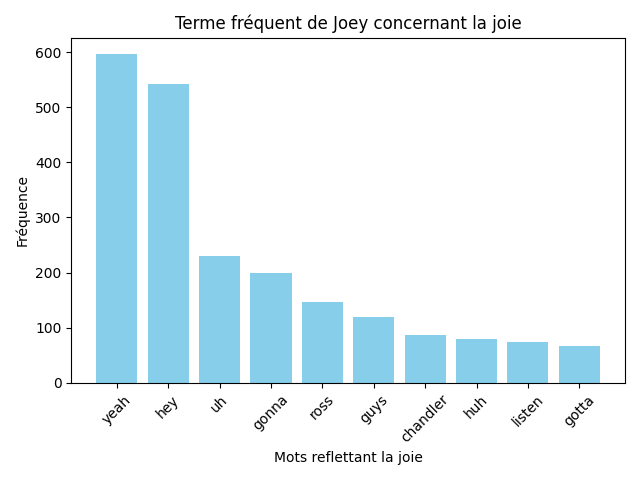 Terme fréquent de Joey concernant la joie
Fréquence
600
500
400
300
200
100
0
yeah
hey
uh
gonna
ross
guys
chandler
huh
listen
gotta
Mots reflettant la joie